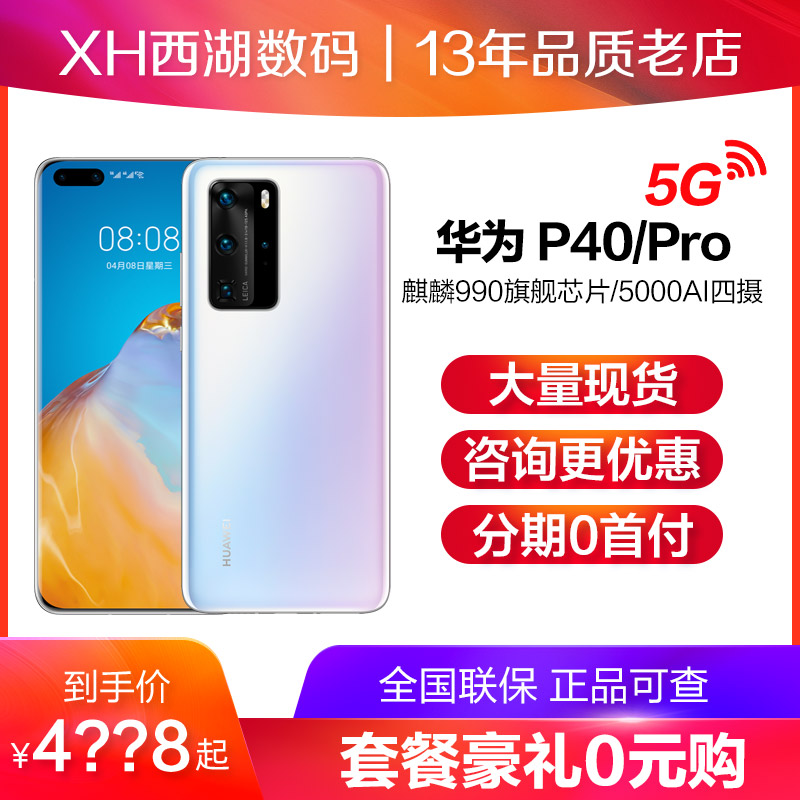 XH西湖数码 | 13年品质老店
5G
华为 P40/Pro
麒麟990旗舰芯片/5000AI四摄
08:08
04月08日星期三
LEICA
HUAWEI
大量现货
咨询更优惠
分期0首付
到手价
¥4??8起
全国联保 正品可查
套餐豪礼0元购